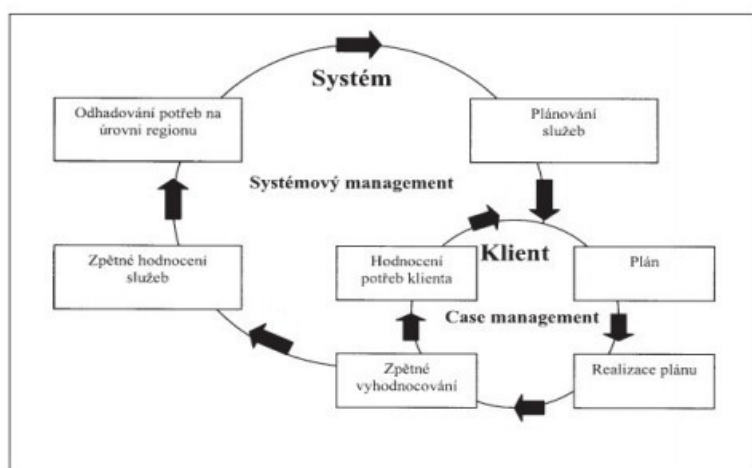 Systém
Odhadování potřeb na
úrovní regionu
Plánování
služeb
Systémový management
Zpětné hodnocení
služeb
Hodnocení
potřeb klienta
Klient
Plán
Case management
Zpětné
vyhodnocování
Realizace plánu